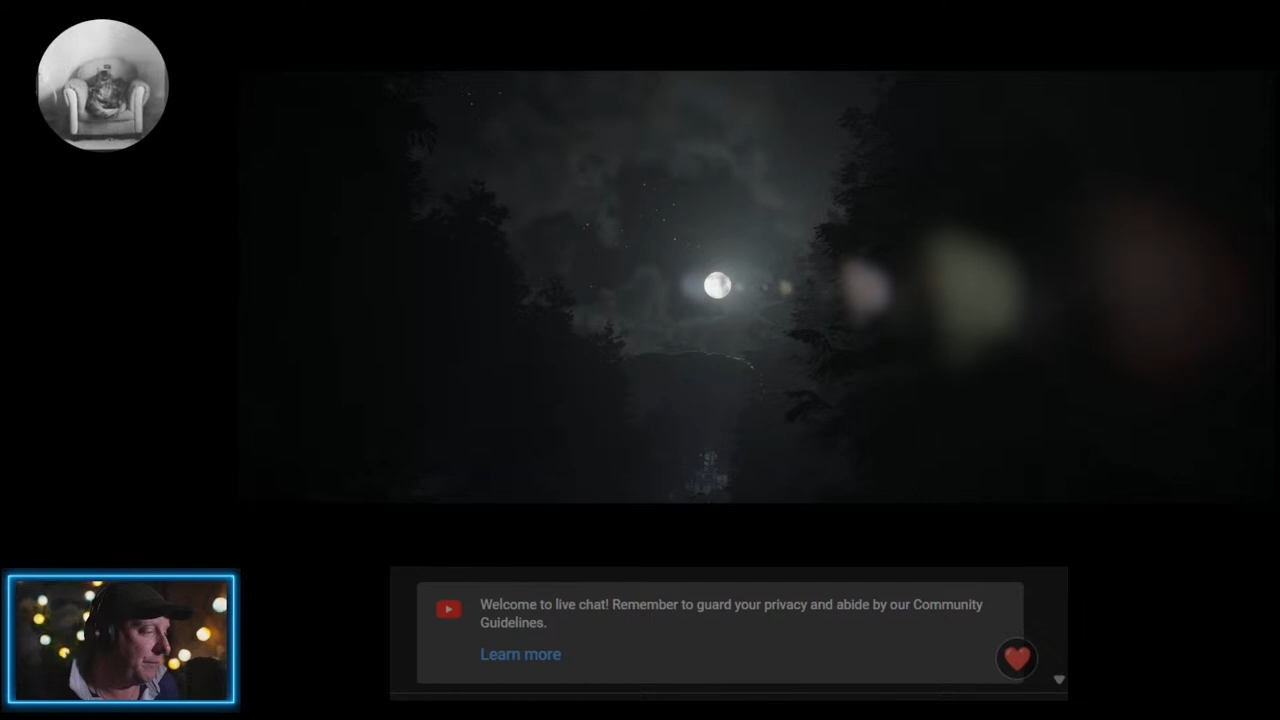 Welcome to live chat! Remember to guard your privacy and abide by our Community
Guidelines.
Learn more